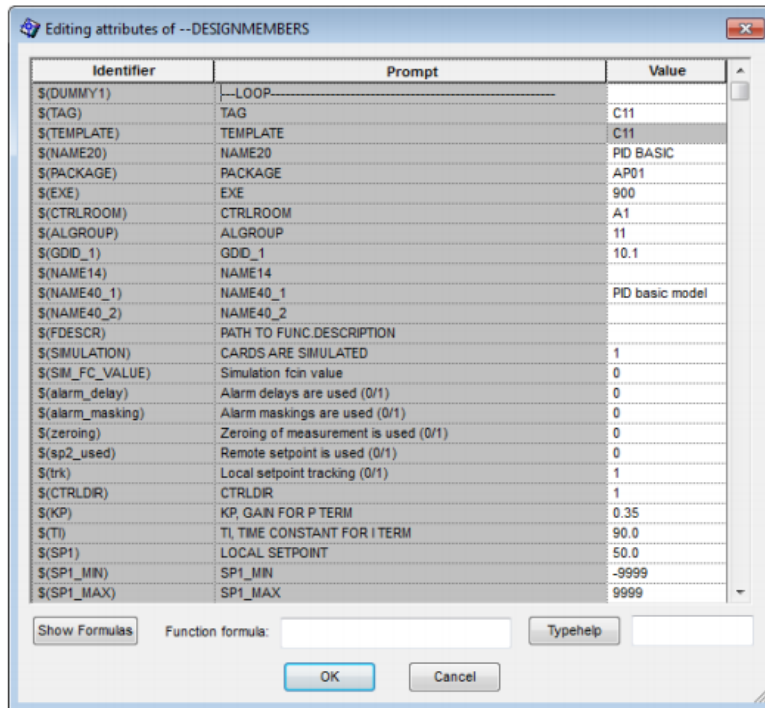 Editing attributes of --DESIGNMEMBERS
Identifier Prompt Value
$(DUMMY1) ---LOOP-----------------------------------------------------------
$(TAG) TAG C11
$(TEMPLATE) TEMPLATE C11
$(NAME20) NAME20 PID BASIC
$(PACKAGE) PACKAGE AP01
$(EXE) EXE 900
$(CTRLROOM) CTRLROOM A1
$(ALGROUP) ALGROUP 11
$(GDID_1) GDID_1 10.1
$(NAME14) NAME14
$(NAME40_1) NAME40_1 PID basic model
$(NAME40_2) NAME40_2
$(FDESCR) PATH TO FUNC.DESCRIPTION
$(SIMULATION) CARDS ARE SIMULATED 1
$(SIM_FC_VALUE) Simulation fcin value 0
$(alarm_delay) Alarm delays are used (0/1) 0
$(alarm_masking) Alarm maskings are used (0/1) 0
$(zeroing) Zeroing of measurement is used (0/1) 0
$(sp2_used) Remote setpoint is used (0/1) 0
$(trk) Local setpoint tracking (0/1) 1
$(CTRLDIR) CTRLDIR 1
$(KP) KP, GAIN FOR P TERM 0.35
$(TI) TI, TIME CONSTANT FOR I TERM 90.0
$(SP1) LOCAL SETPOINT 50.0
$(SP1_MIN) SP1_MIN -9999
$(SP1_MAX) SP1_MAX 9999
Show Formulas Function formula: Typehelp
OK Cancel